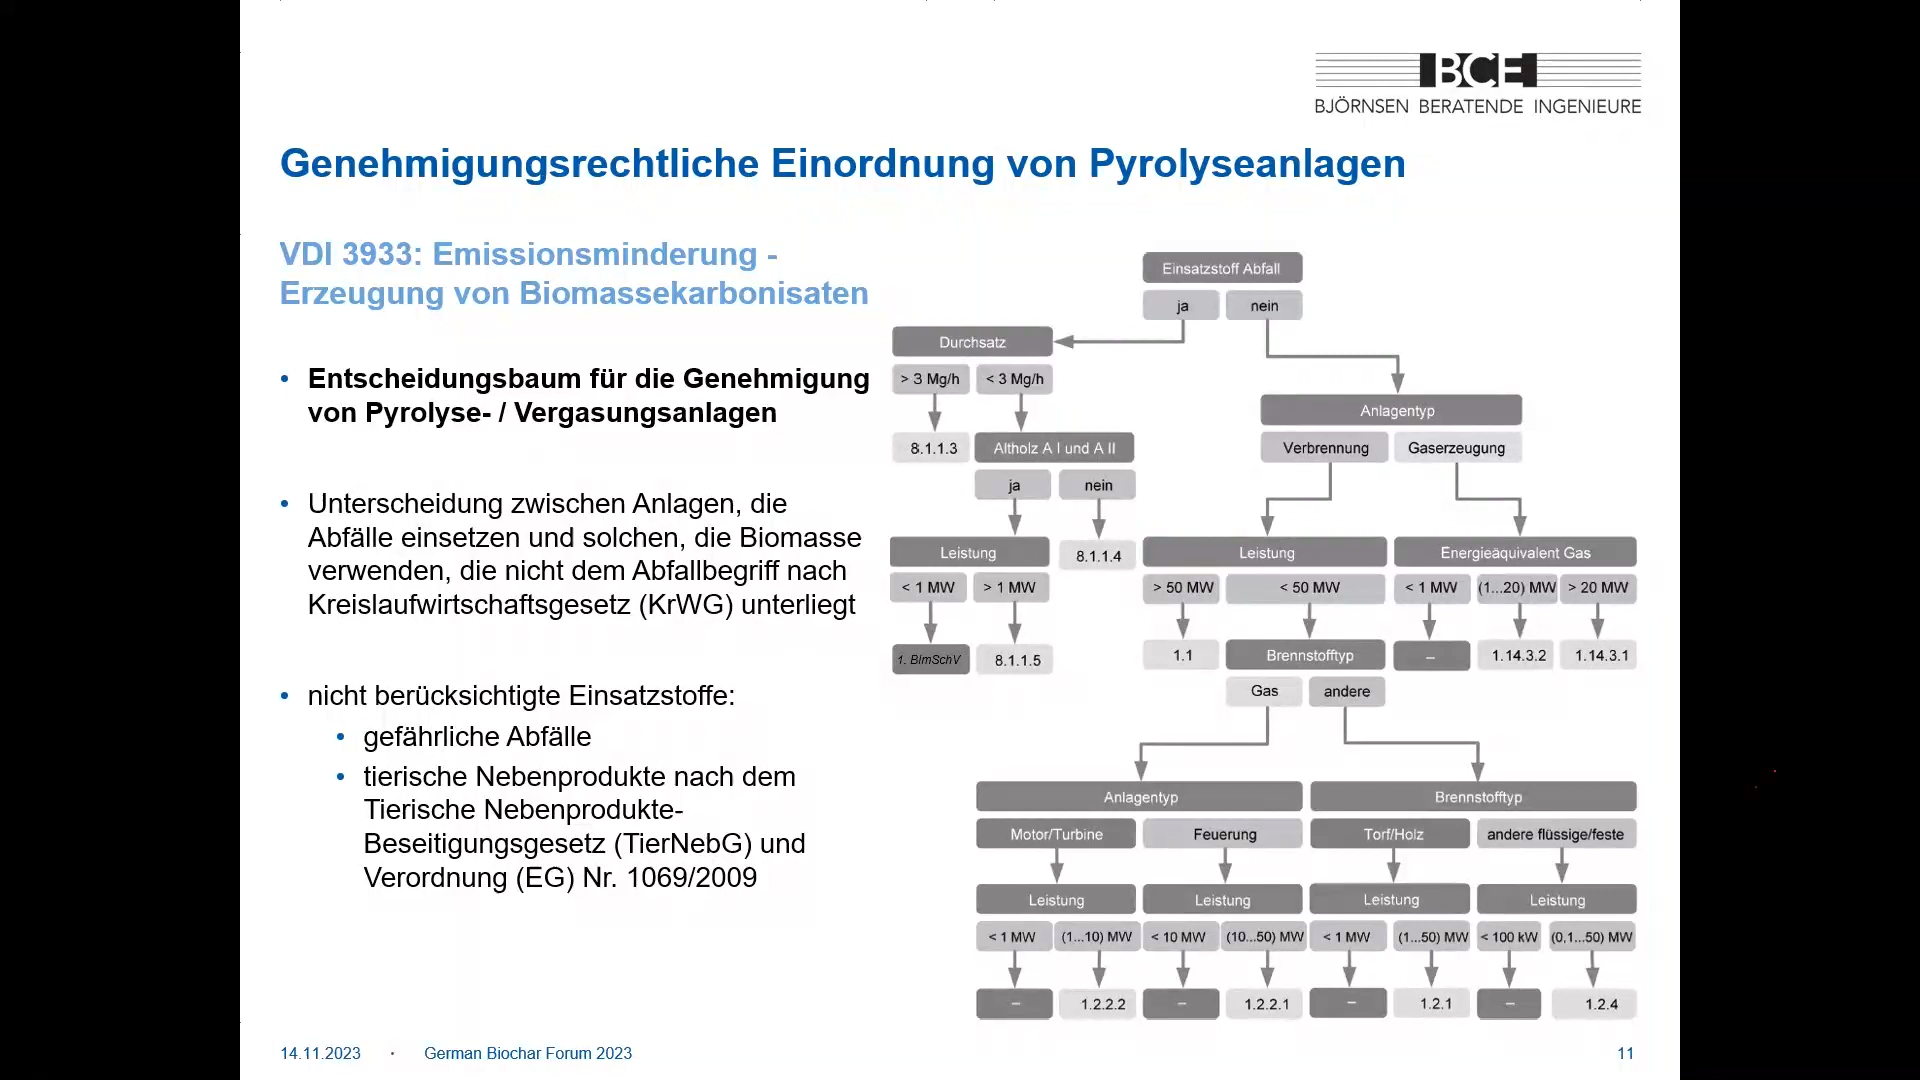 BCE
BJÖRNSEN BERATENDE INGENIEURE
Genehmigungsrechtliche Einordnung von Pyrolyseanlagen
VDI 3933: Emissionsminderung -
Erzeugung von Biomassekarbonisaten
• Entscheidungsbaum für die Genehmigung
von Pyrolyse- / Vergasungsanlagen
• Unterscheidung zwischen Anlagen, die
Abfälle einsetzen und solchen, die Biomasse
verwenden, die nicht dem Abfallbegriff nach
Kreislaufwirtschaftsgesetz (KrWG) unterliegt
• nicht berücksichtigte Einsatzstoffe:
• gefährliche Abfälle
• tierische Nebenprodukte nach dem
Tierische Nebenprodukte-
Beseitigungsgesetz (TierNebG) und
Verordnung (EG) Nr. 1069/2009
Einsatzstoff Abfall
ja nein
Durchsatz
> 3 Mg/h < 3 Mg/h
Anlagentyp
8.1.1.3 Altholz A I und A II Verbrennung Gaserzeugung
ja nein
Leistung 8.1.1.4 Leistung Energieäquivalent Gas
< 1 MW > 1 MW > 50 MW < 50 MW < 1 MW (1...20) MW > 20 MW
1. BImSchV 8.1.1.5 1.1 Brennstofftyp – 1.14.3.2 1.14.3.1
Gas andere
Anlagentyp Brennstofftyp
Motor/Turbine Feuerung Torf/Holz andere flüssige/feste
Leistung Leistung Leistung Leistung
< 1 MW (1...10) MW < 10 MW (10...50) MW < 1 MW (1...50) MW < 100 kW (0,1...50) MW
– 1.2.2.2 – 1.2.2.1 – 1.2.1 – 1.2.4
14.11.2023 · German Biochar Forum 2023 11